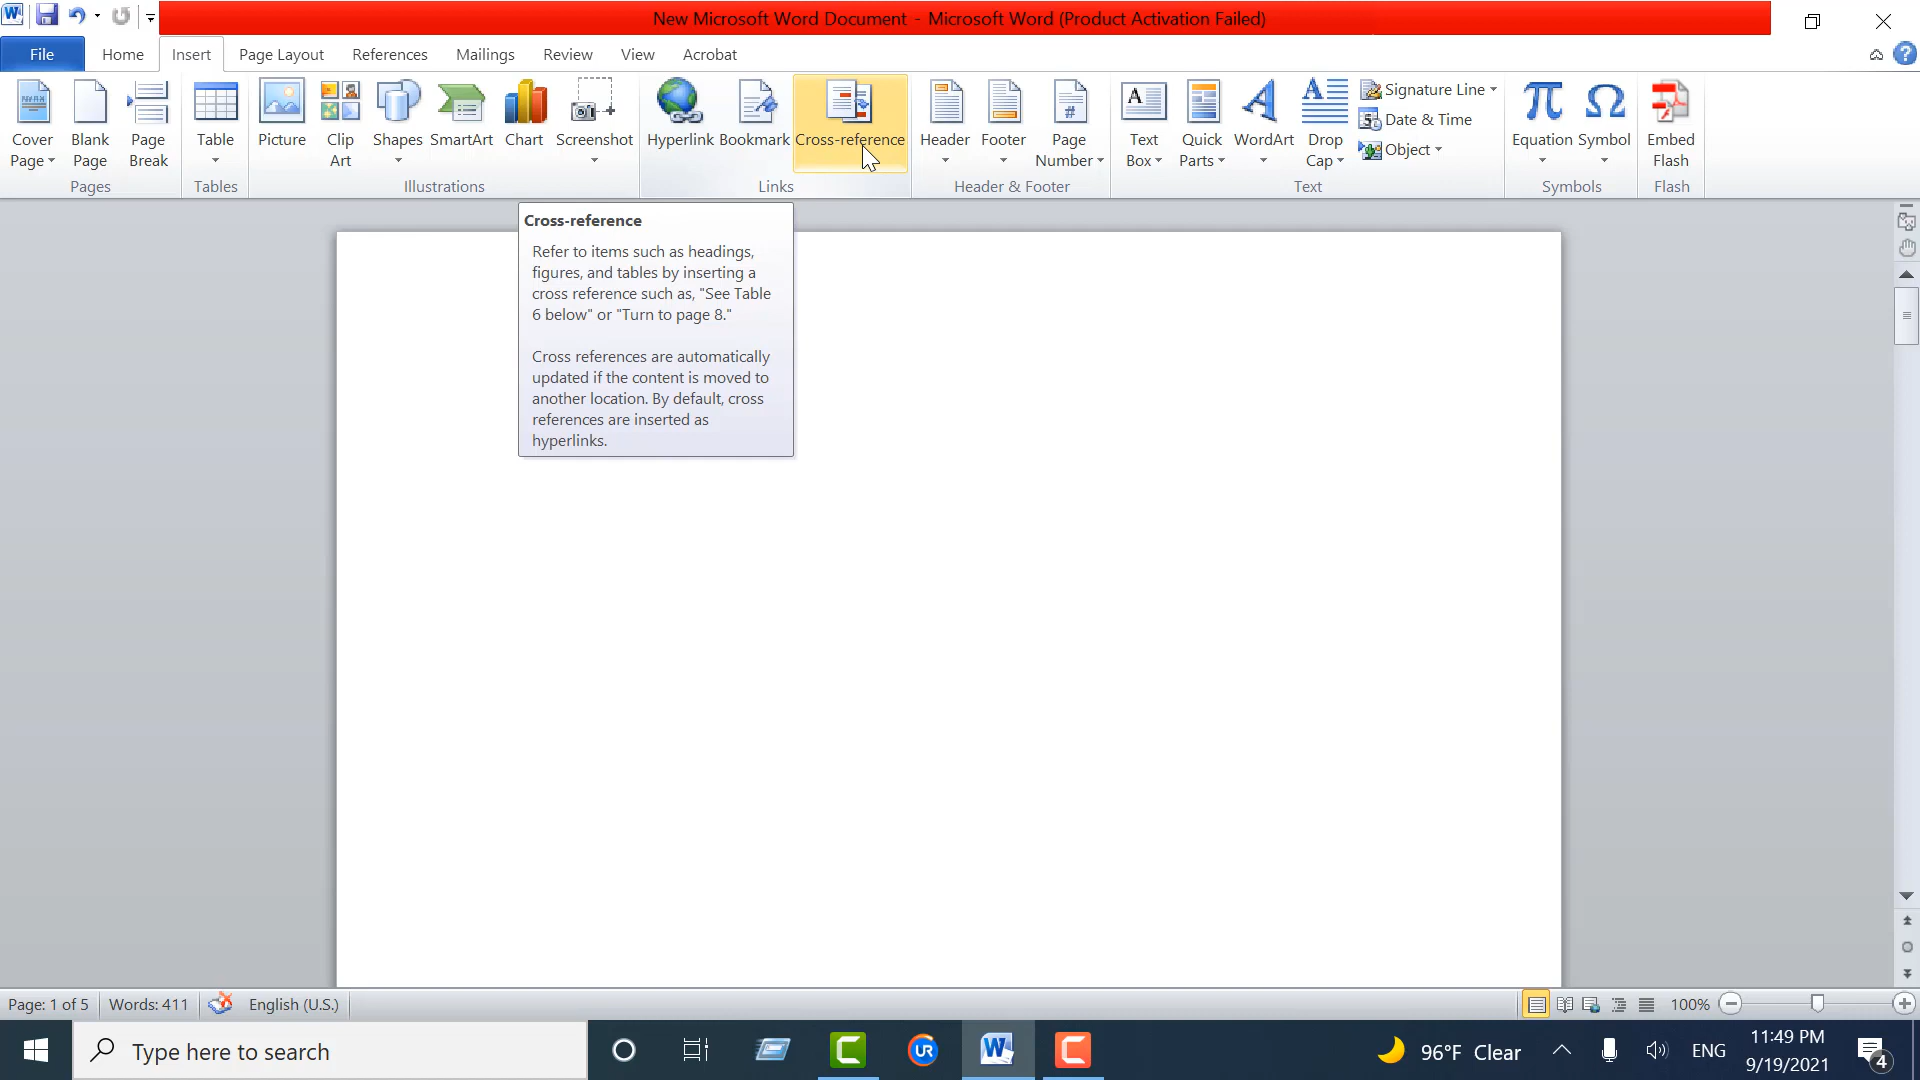 New Microsoft Word Document - Microsoft Word (Product Activation Failed)
File Home Insert Page Layout References Mailings Review View Acrobat
Cover Page
Blank Page
Page Break
Pages
Table
Tables
Picture
Clip Art
Shapes
SmartArt
Chart
Screenshot
Illustrations
Hyperlink
Bookmark
Cross-reference
Links
Header
Footer
Page Number
Header & Footer
Text Box
Quick Parts
WordArt
Drop Cap
Signature Line
Date & Time
Object
Text
Equation
Symbol
Symbols
Embed Flash
Flash
Cross-reference
Refer to items such as headings,
figures, and tables by inserting a
cross reference such as, "See Table
6 below" or "Turn to page 8."
Cross references are automatically
updated if the content is moved to
another location. By default, cross
references are inserted as
hyperlinks.
Page: 1 of 5 Words: 411 English (U.S.) 100%
Type here to search
UR
96°F Clear
ENG
11:49 PM
9/19/2021
4